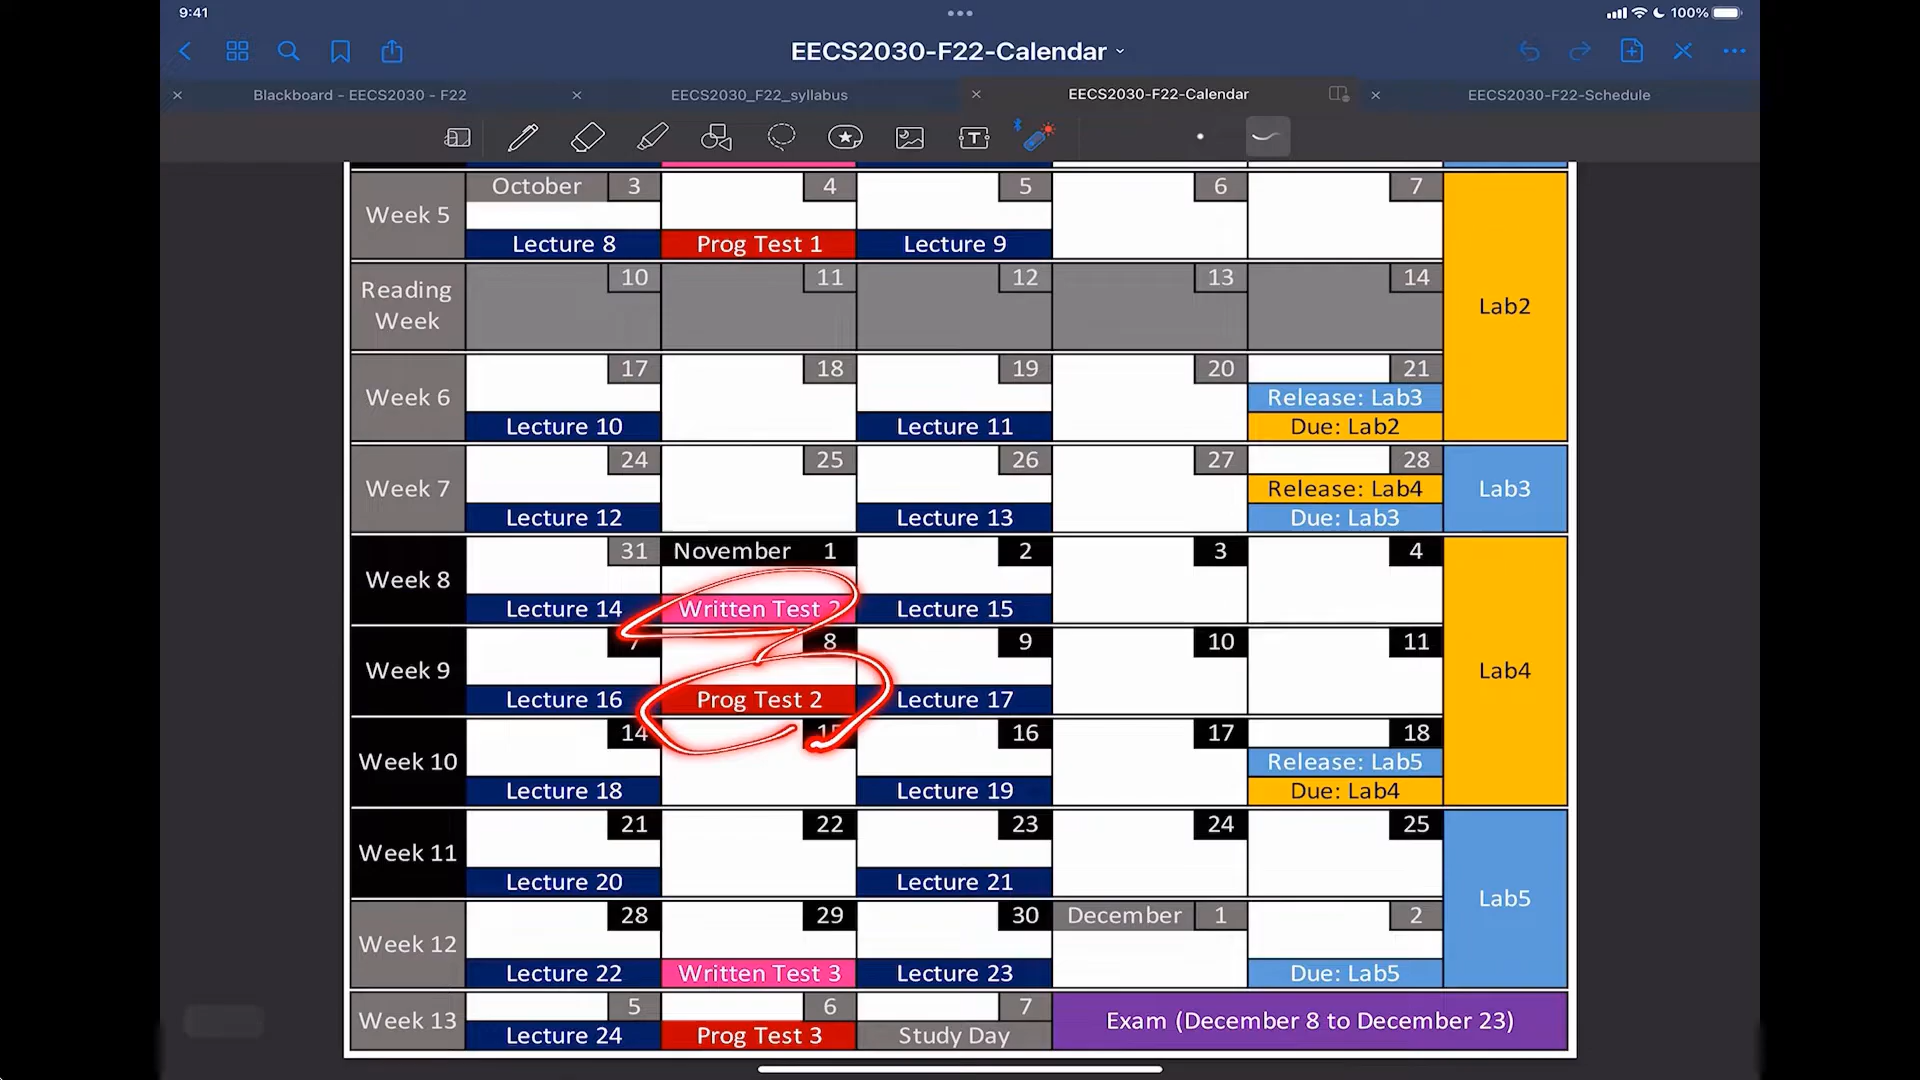 9:41
100%
EECS2030-F22-Calendar
Blackboard - EECS2030 - F22
EECS2030_F22_syllabus
EECS2030-F22-Calendar
EECS2030-F22-Schedule
Week 5
October 3 4 5 6 7
Lecture 8 Prog Test 1 Lecture 9
Reading Week
10 11 12 13 14
Lab2
Week 6
17 18 19 20 21
Release: Lab3
Lecture 10 Lecture 11 Due: Lab2
Week 7
24 25 26 27 28
Release: Lab4
Lecture 12 Lecture 13 Due: Lab3
Lab3
Week 8
31 November 1 2 3 4
Lecture 14 Written Test 2 Lecture 15
Week 9
7 8 9 10 11
Lecture 16 Prog Test 2 Lecture 17
Lab4
Week 10
14 15 16 17 18
Release: Lab5
Lecture 18 Lecture 19 Due: Lab4
Week 11
21 22 23 24 25
Lecture 20 Lecture 21
Lab5
Week 12
28 29 30 December 1 2
Lecture 22 Written Test 3 Lecture 23 Due: Lab5
Week 13
5 6 7
Lecture 24 Prog Test 3 Study Day
Exam (December 8 to December 23)